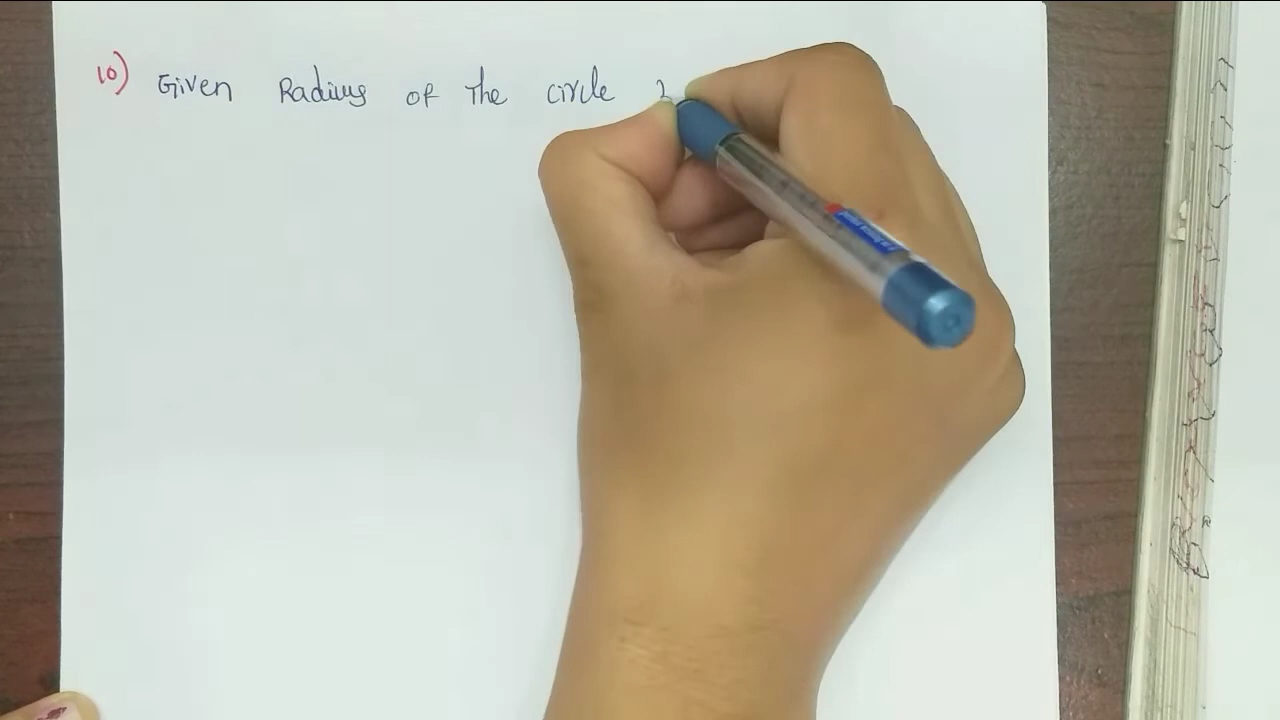 10) Given Radius of The circle